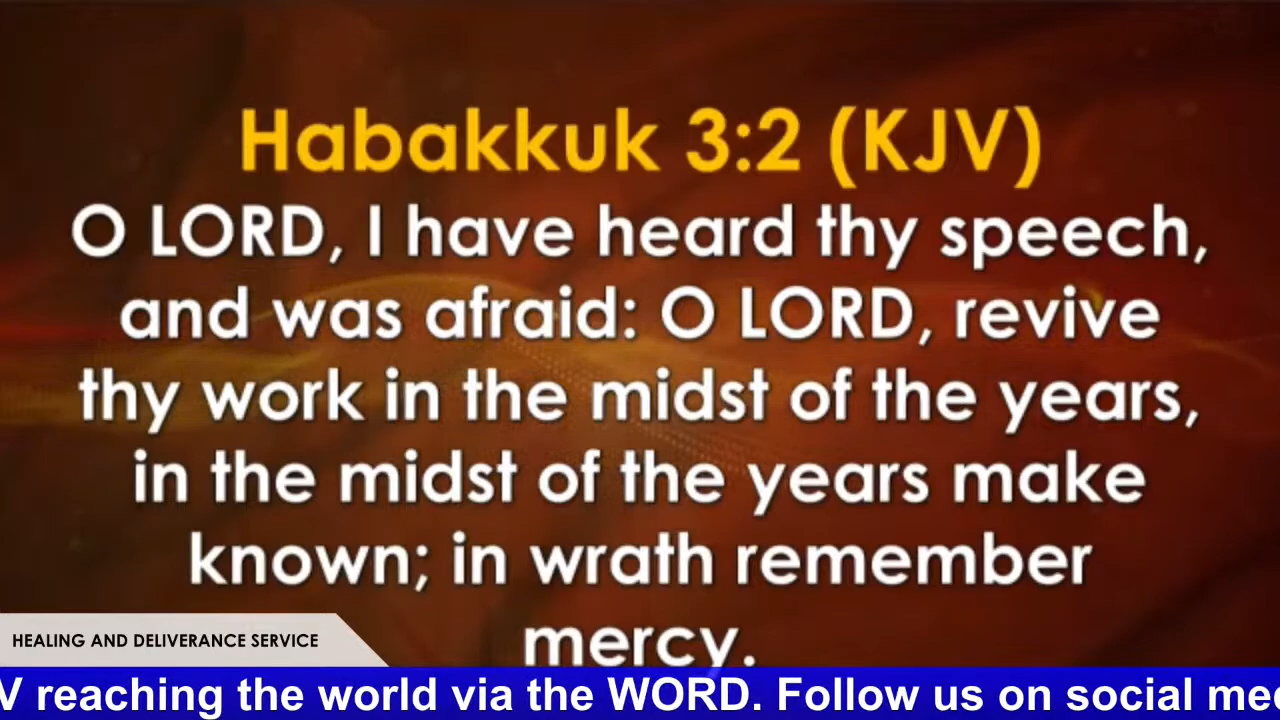 Habakkuk 3:2 (KJV)
O LORD, I have heard thy speech,
and was afraid: O LORD, revive
thy work in the midst of the years,
in the midst of the years make
known; in wrath remember
mercy.
HEALING AND DELIVERANCE SERVICE
V reaching the world via the WORD. Follow us on social me